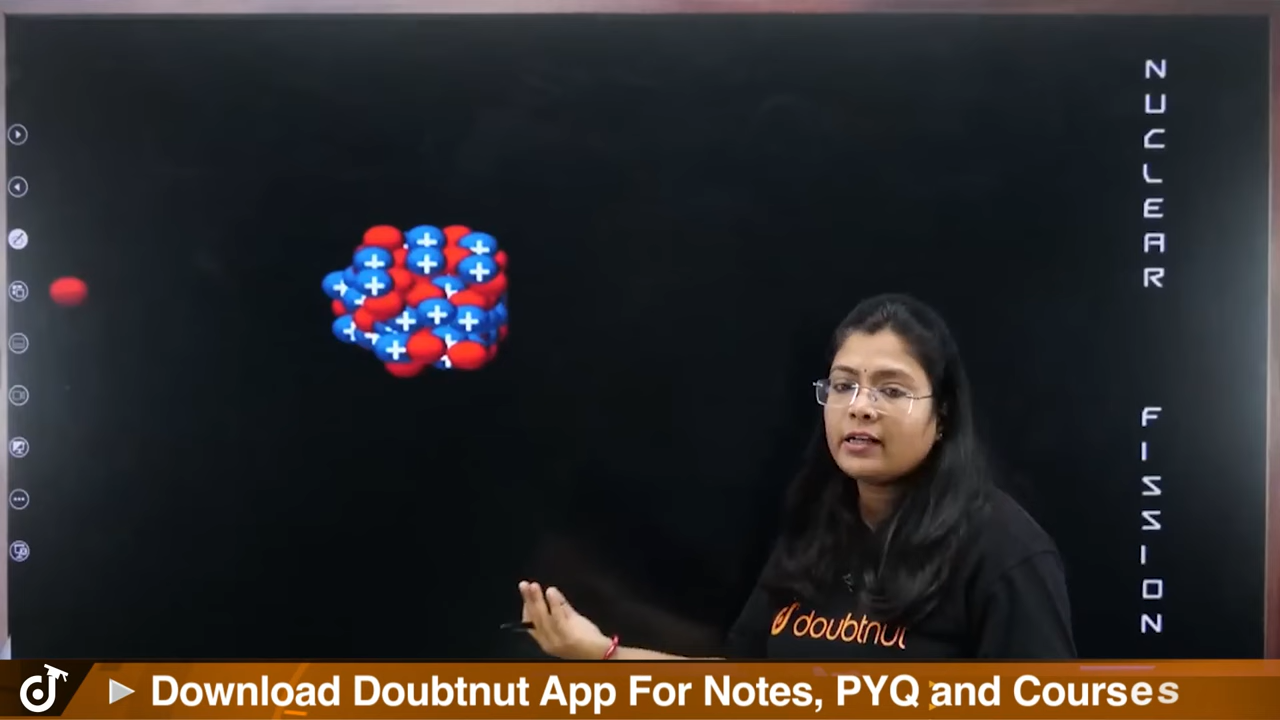 NUCLEAR
FISSION
doubtnut
Download Doubtnut App For Notes, PYQ and Courses